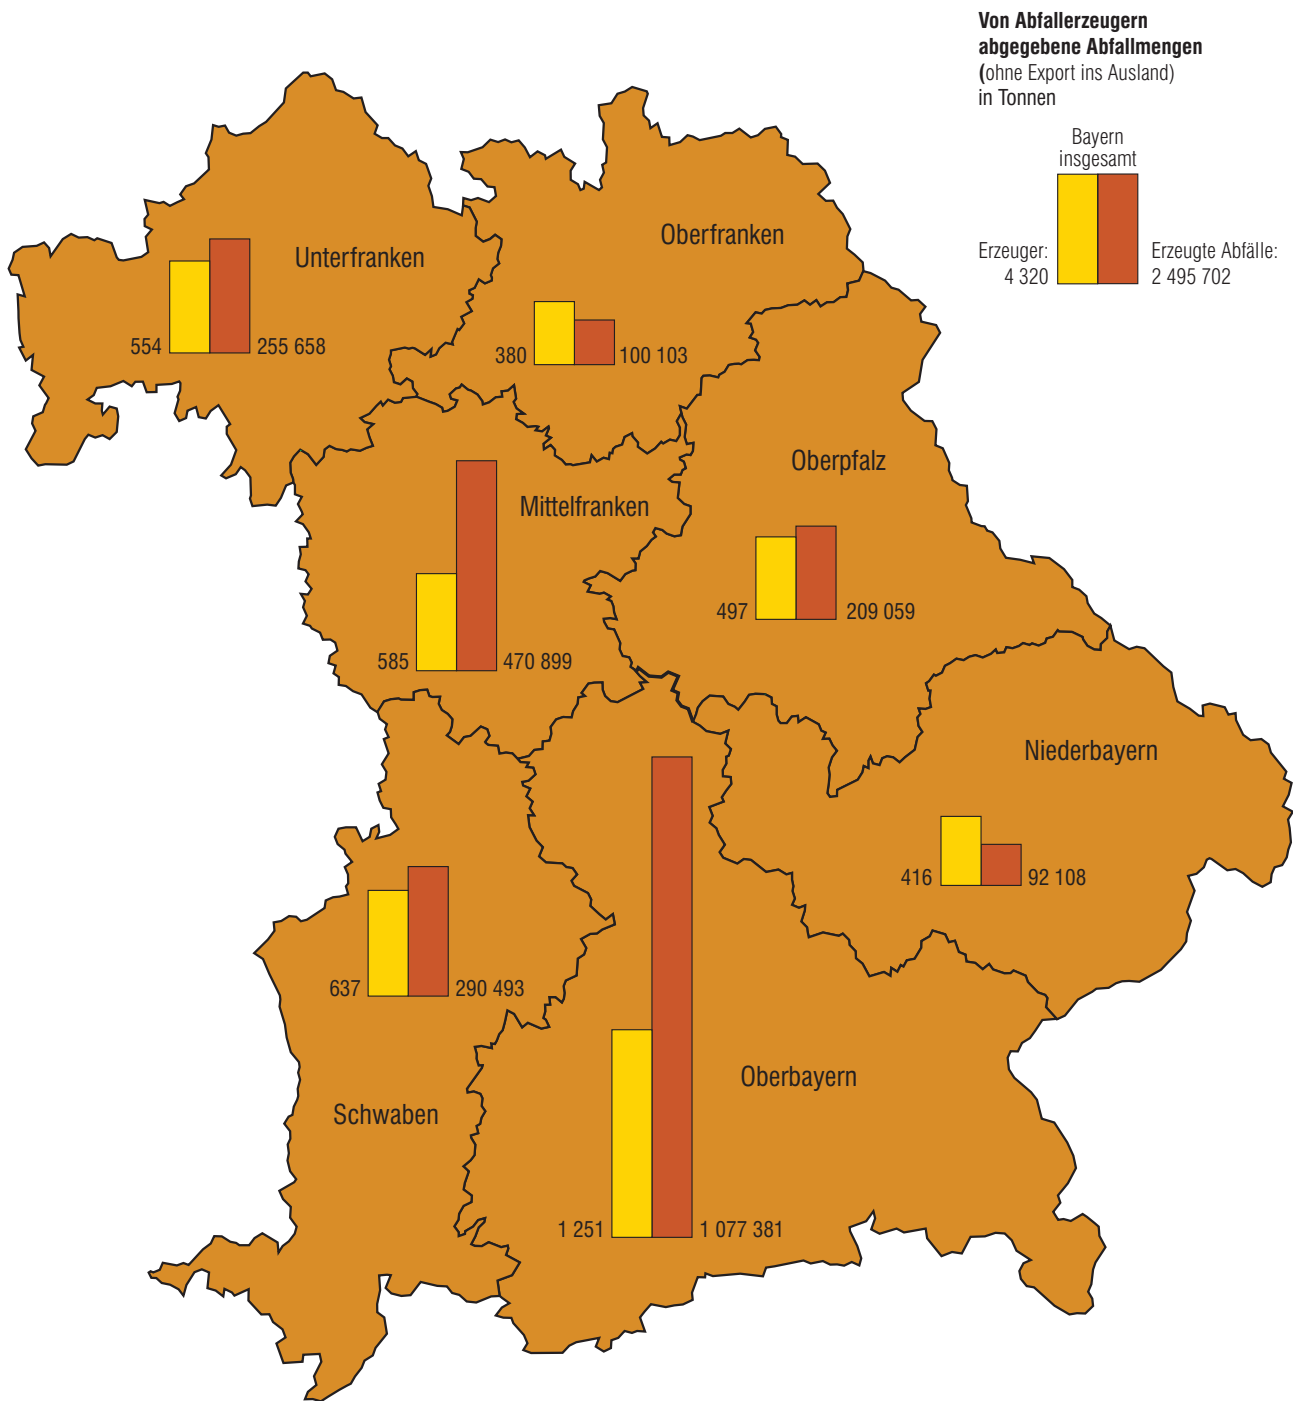 Von Abfallerzeugern
abgegebene Abfallmengen
(ohne Export ins Ausland)
in Tonnen
Bayern
insgesamt
Erzeuger:
4 320
Erzeugte Abfälle:
2 495 702
Unterfranken
554
255 658
Oberfranken
380
100 103
Mittelfranken
585
470 899
Oberpfalz
497
209 059
Niederbayern
416
92 108
Schwaben
637
290 493
Oberbayern
1 251
1 077 381